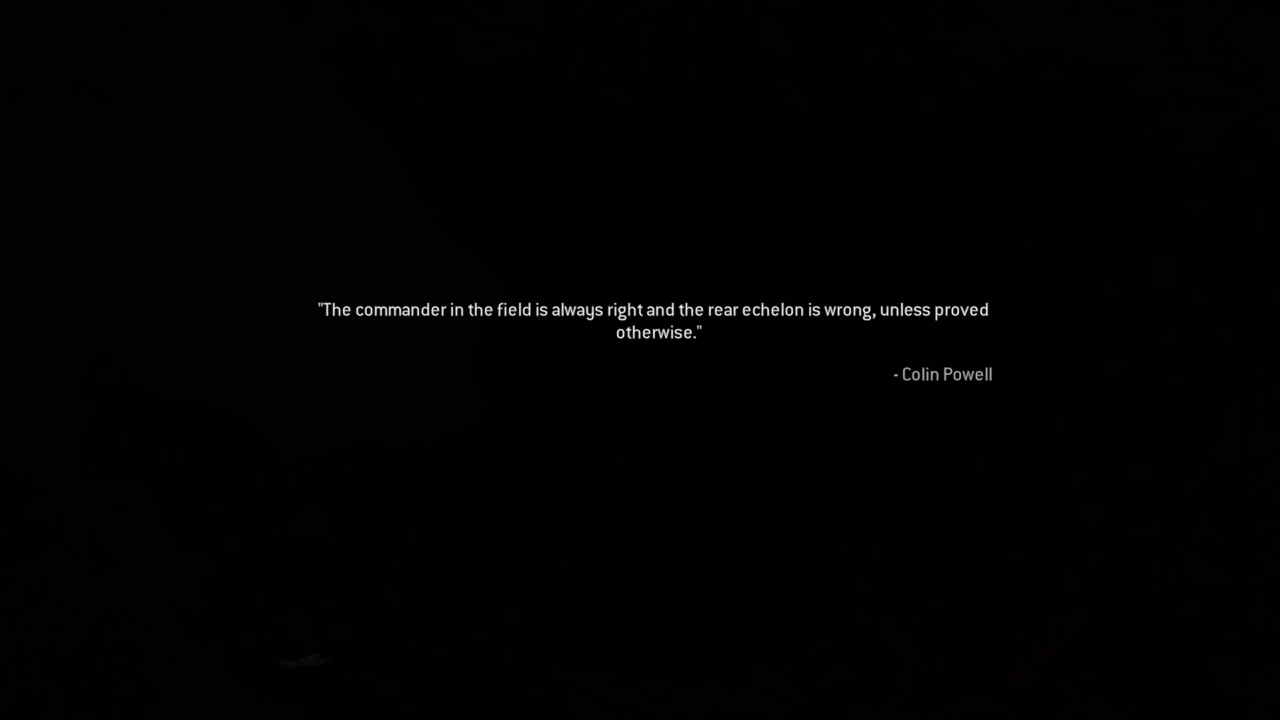 "The commander in the field is always right and the rear echelon is wrong, unless proved
otherwise."
- Colin Powell